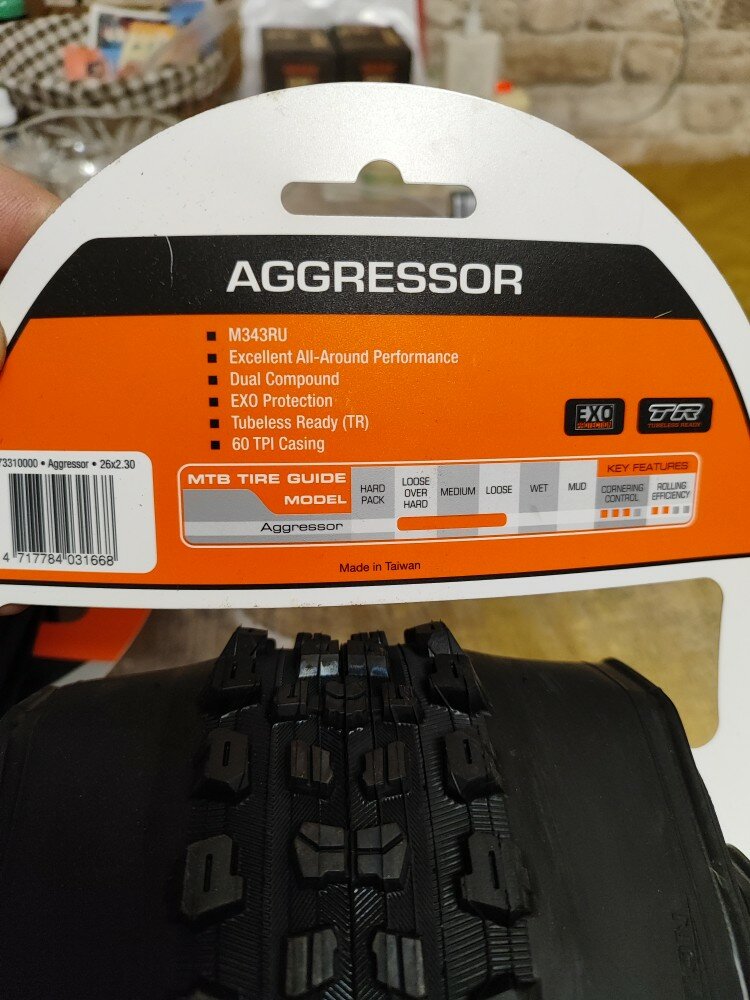 AGGRESSOR
■ M343RU
■ Excellent All-Around Performance
■ Dual Compound
■ EXO Protection
■ Tubeless Ready (TR)
■ 60 TPI Casing
EXO
PROTECTION
TR
TUBELESS READY
73310000 • Aggressor • 26x2.30
4 717784 031668
MTB TIRE GUIDE
MODEL
HARD PACK
LOOSE OVER HARD
MEDIUM
LOOSE
WET
MUD
KEY FEATURES
CORNERING CONTROL
ROLLING EFFICIENCY
Aggressor
Made in Taiwan